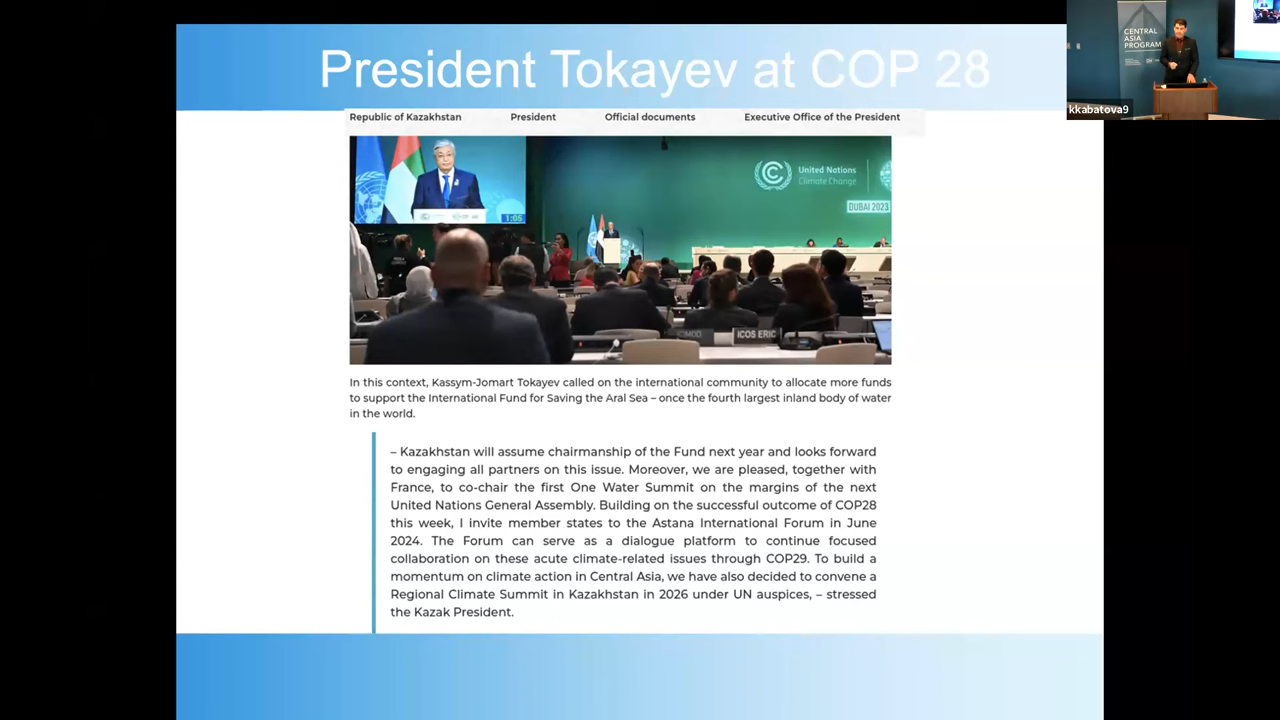 President Tokayev at COP 28
CENTRAL
ASIA
PROGRAM
kkabatova9
Republic of Kazakhstan President Official documents Executive Office of the President
United Nations
Climate Change
DUBAI 2023
1:05
ICIMOD
ICOS ERIC
In this context, Kassym-Jomart Tokayev called on the international community to allocate more funds
to support the International Fund for Saving the Aral Sea – once the fourth largest inland body of water
in the world.
– Kazakhstan will assume chairmanship of the Fund next year and looks forward
to engaging all partners on this issue. Moreover, we are pleased, together with
France, to co-chair the first One Water Summit on the margins of the next
United Nations General Assembly. Building on the successful outcome of COP28
this week, I invite member states to the Astana International Forum in June
2024. The Forum can serve as a dialogue platform to continue focused
collaboration on these acute climate-related issues through COP29. To build a
momentum on climate action in Central Asia, we have also decided to convene a
Regional Climate Summit in Kazakhstan in 2026 under UN auspices, – stressed
the Kazak President.